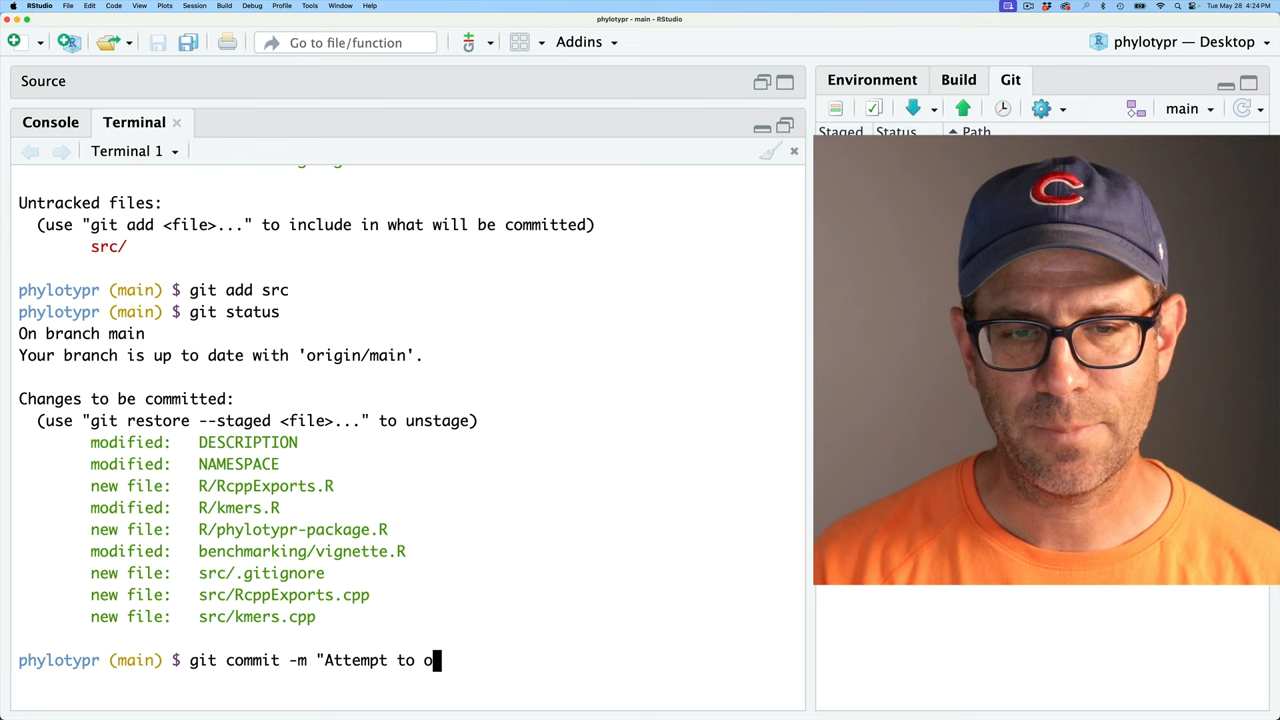 RStudio File Edit Code View Plots Session Build Debug Profile Tools Window Help Tue May 28 4:24 PM
phylotypr - main - RStudio
Go to file/function Addins phylotypr — Desktop
Source
Environment Build Git
Console Terminal
main
Staged Status Path
Terminal 1
Untracked files:
(use "git add <file>..." to include in what will be committed)
src/
phylotypr (main) $ git add src
phylotypr (main) $ git status
On branch main
Your branch is up to date with 'origin/main'.
Changes to be committed:
(use "git restore --staged <file>..." to unstage)
modified: DESCRIPTION
modified: NAMESPACE
new file: R/RcppExports.R
modified: R/kmers.R
new file: R/phylotypr-package.R
modified: benchmarking/vignette.R
new file: src/.gitignore
new file: src/RcppExports.cpp
new file: src/kmers.cpp
phylotypr (main) $ git commit -m "Attempt to o
C